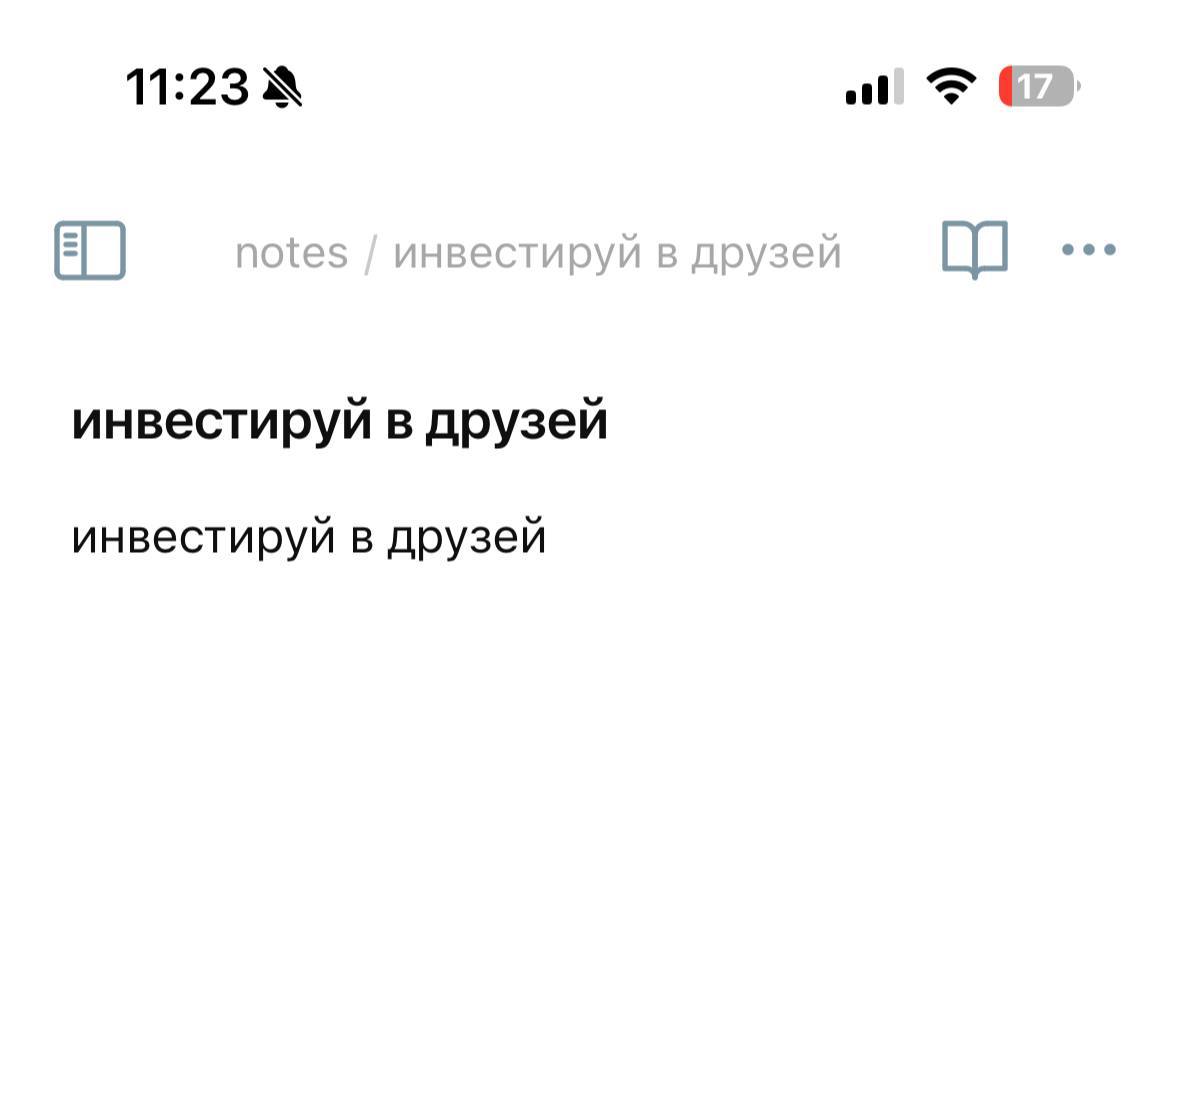 11:23 17
notes / инвестируй в друзей
инвестируй в друзей
инвестируй в друзей